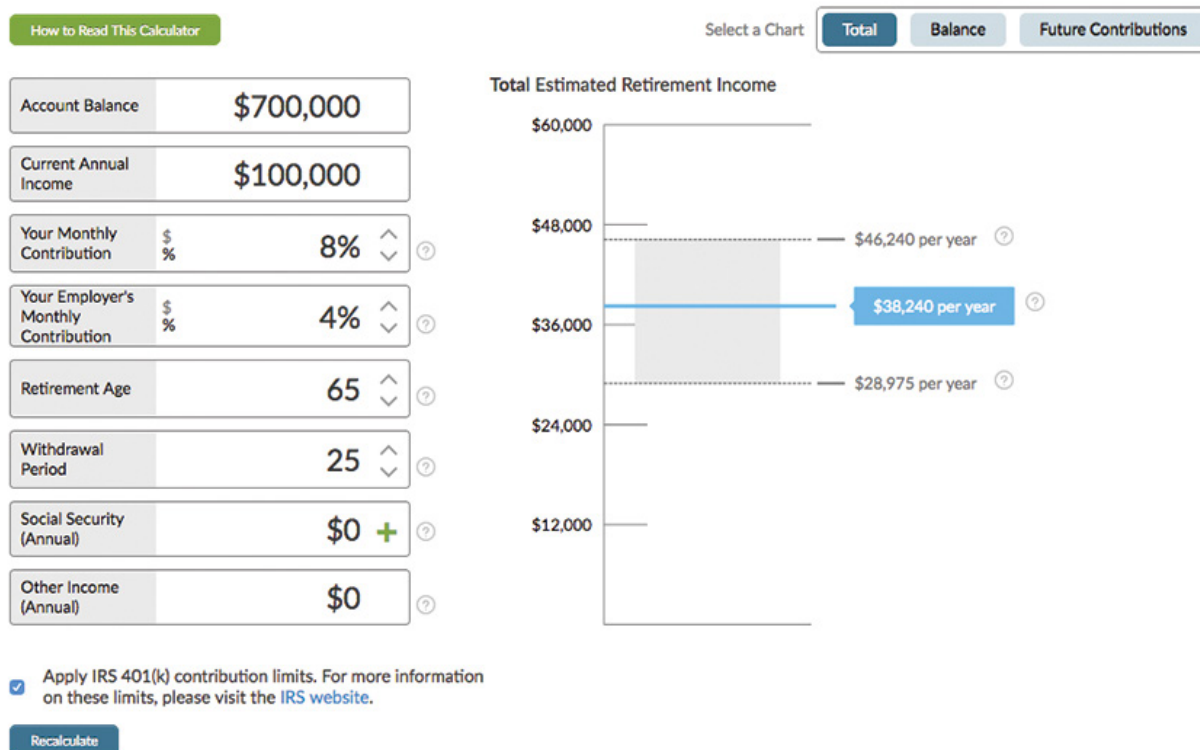 How to Read This Calculator
Select a Chart
Total
Balance
Future Contributions
Account Balance
$700,000
Current Annual
Income
$100,000
Your Monthly
Contribution
$
%
8%
?
Your Employer's
Monthly
Contribution
$
%
4%
?
Retirement Age
65
?
Withdrawal
Period
25
?
Social Security
(Annual)
$0 +
?
Other Income
(Annual)
$0
?
Total Estimated Retirement Income
$60,000
$48,000
$46,240 per year ?
$38,240 per year ?
$36,000
$28,975 per year ?
$24,000
$12,000
Apply IRS 401(k) contribution limits. For more information
on these limits, please visit the IRS website.
Recalculate